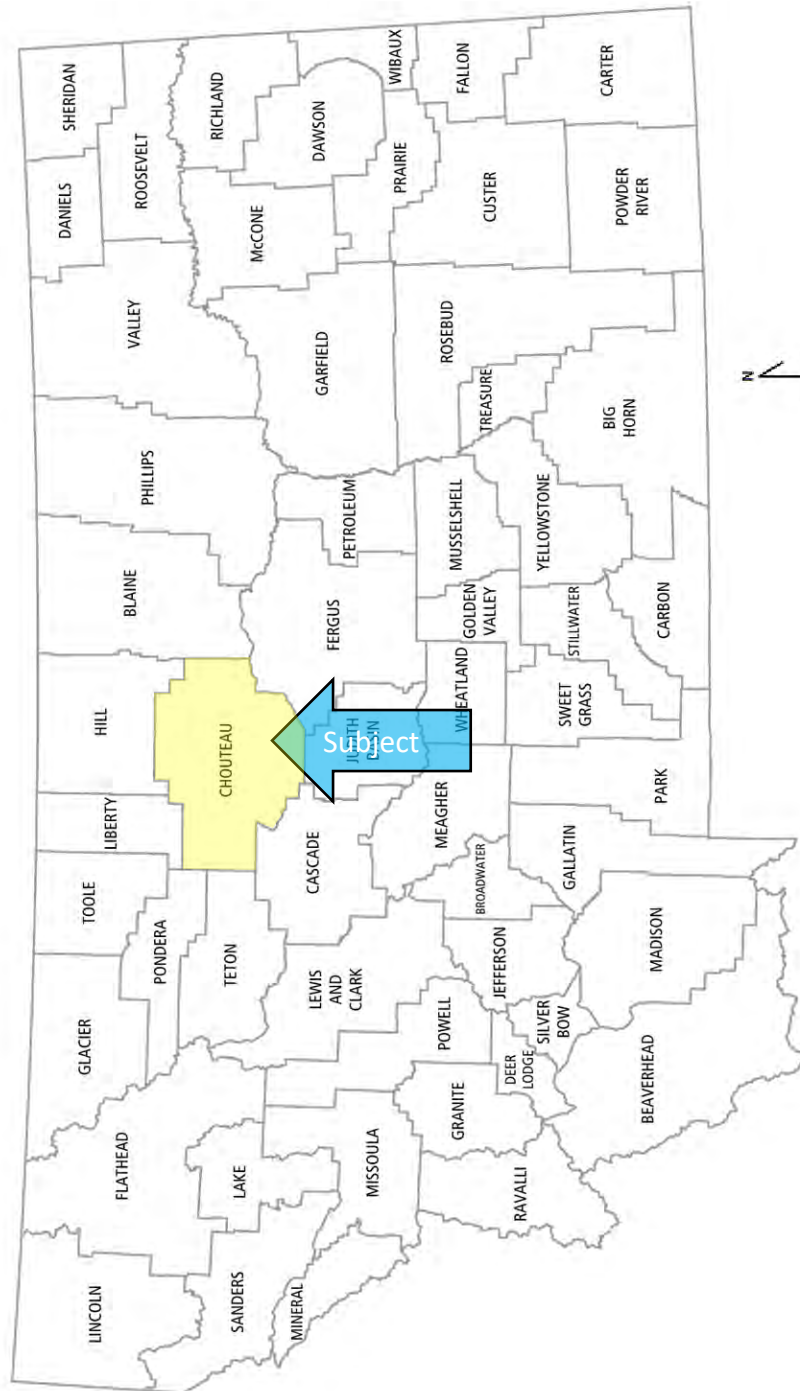 LINCOLN
FLATHEAD
GLACIER
TOOLE
LIBERTY
HILL
BLAINE
PHILLIPS
VALLEY
DANIELS
SHERIDAN
ROOSEVELT
SANDERS
LAKE
PONDERA
TETON
CHOUTEAU
RICHLAND
McCONE
DAWSON
MINERAL
MISSOULA
LEWIS
AND
CLARK
CASCADE
Subject
FERGUS
PETROLEUM
GARFIELD
PRAIRIE
WIBAUX
POWELL
GRANITE
MEAGHER
WHEATLAND
GOLDEN
VALLEY
MUSSELSHELL
ROSEBUD
TREASURE
CUSTER
FALLON
RAVALLI
DEER
LODGE
SILVER
BOW
JEFFERSON
BROADWATER
GALLATIN
SWEET
GRASS
STILLWATER
YELLOWSTONE
BIG
HORN
POWDER
RIVER
CARTER
BEAVERHEAD
MADISON
PARK
CARBON
N